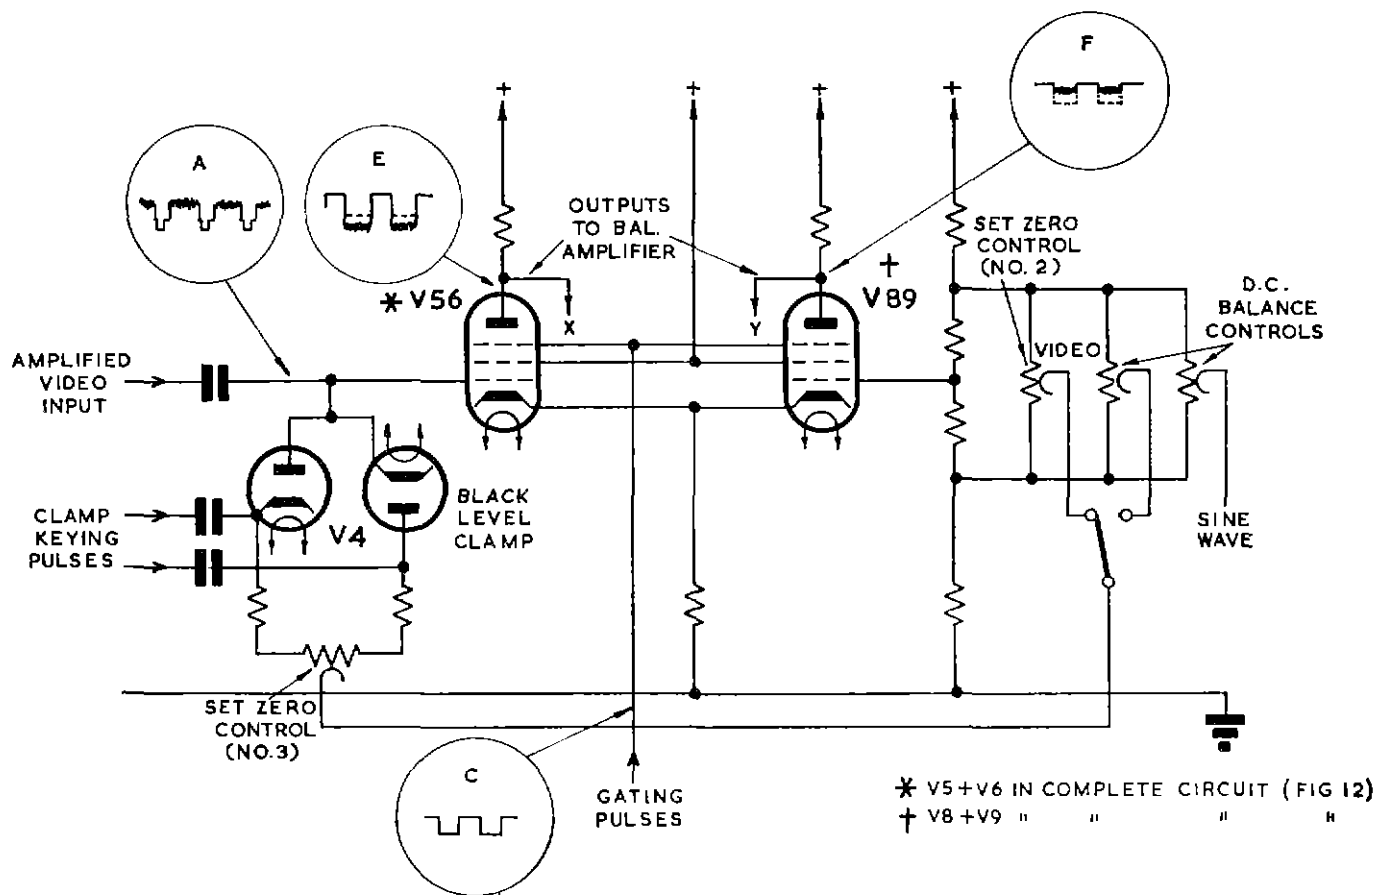 F
+
+
+
+
A
E
OUTPUTS
TO BAL.
AMPLIFIER
SET ZERO
CONTROL
(NO. 2)
D.C.
BALANCE
CONTROLS
* V56
† V89
X
Y
VIDEO
AMPLIFIED
VIDEO
INPUT
CLAMP
KEYING
PULSES
V4
BLACK
LEVEL
CLAMP
SINE
WAVE
SET ZERO
CONTROL
(NO.3)
C
GATING
PULSES
* V5+V6 IN COMPLETE CIRCUIT (FIG 12)
† V8+V9 " " " "